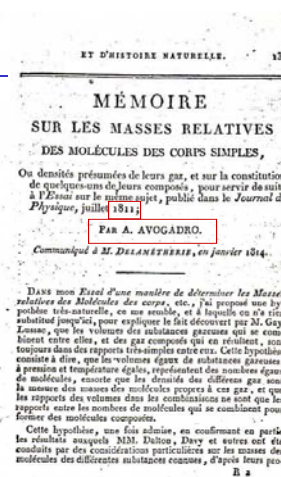 ET D'HISTOIRE NATURELLE.
MÉMOIRE
SUR LES MASSES RELATIVES
DES MOLÉCULES DES CORPS SIMPLES,
Ou densités présumées de leurs gaz, et sur la constitution
de quelques-uns de leurs composés, pour servir de suite
à l'Essai sur le même sujet, publié dans le Journal d
Physique, juillet 1811;
PAR A. AVOGADRO.
Communiqué à M. DELAMÉTHERIE, en janvier 1814.
DANS mon Essai d'une manière de déterminer les Masses
relatives des Molécules des corps, etc., j'ai proposé une hy
pothèse très-naturelle, ce me semble, et à laquelle on n'a rien
substitué jusqu'ici, pour expliquer le fait découvert par M. Gay
Lussac, que les volumes des substances gazeuses qui se com
binent entre elles, et des gaz composés qui en résultent, sont
toujours dans des rapports très-simples entre eux. Cette hypothèse
consiste à dire, que les volumes égaux de substances gazeuses
à pression et température égales, représentent des nombres égaux
de molécules, ensorte que les densités des différens gaz sont
la mesure des masses des molécules propres à ces gaz, et que
les rapports des volumes dans les combinaisons ne sont que les
rapports entre les nombres de molécules qui se combinent pour
former des molécules composées.
Cette hypothèse, une fois admise, en confirmant en partie
les résultats auxquels MM. Dalton, Davy et autres ont été
conduits par des considérations particulières sur les masses des
molécules des différentes substances connues, d'après leurs pro
B 2